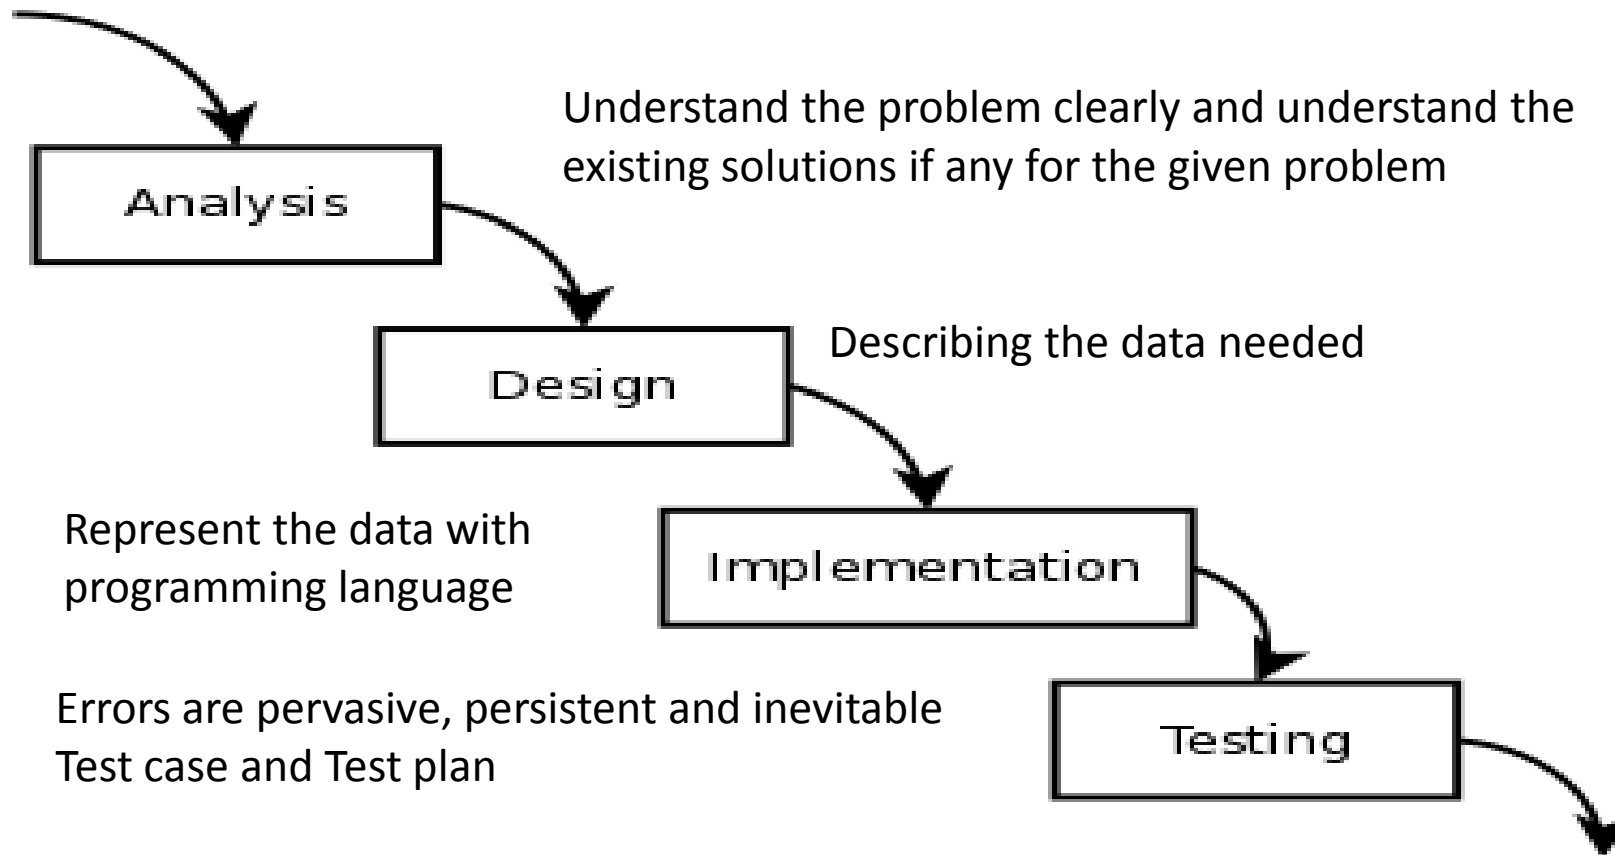 Understand the problem clearly and understand the
existing solutions if any for the given problem
Analysis
Describing the data needed
Design
Represent the data with
programming language
Implementation
Errors are pervasive, persistent and inevitable
Test case and Test plan
Testing